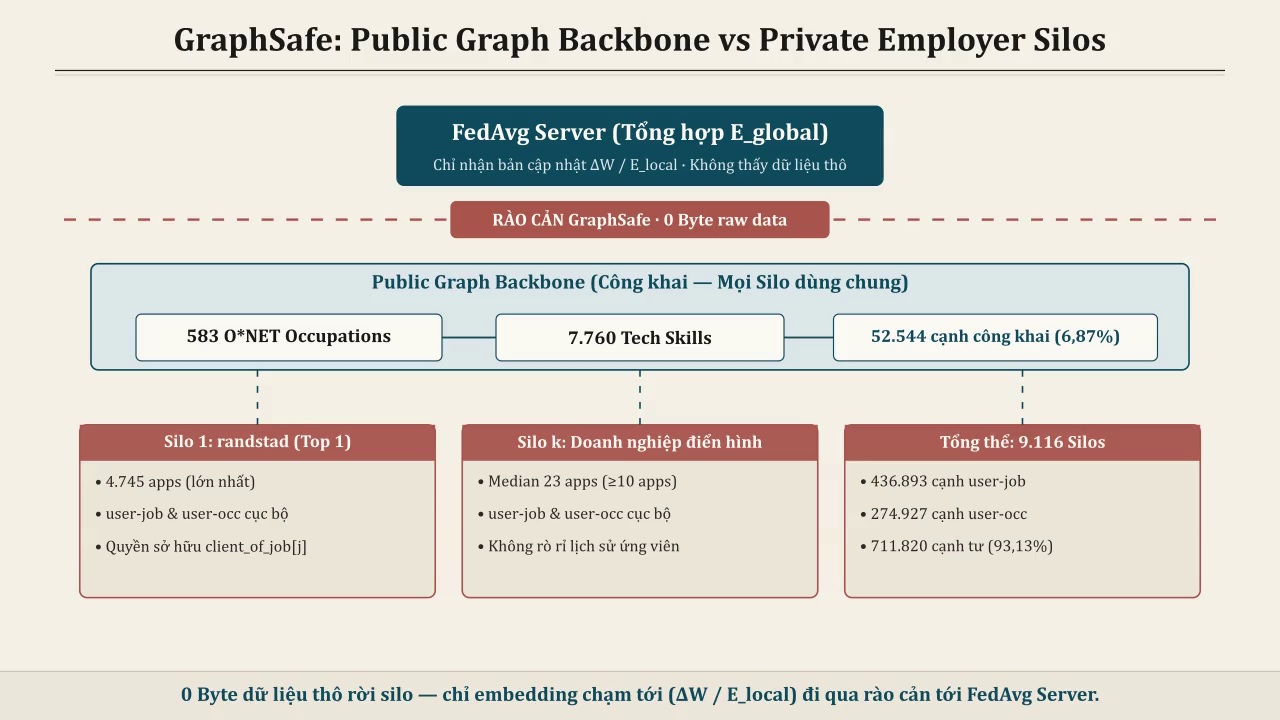 GraphSafe: Public Graph Backbone vs Private Employer Silos
FedAvg Server (Tổng hợp E_global)
Chỉ nhận bản cập nhật ΔW / E_local · Không thấy dữ liệu thô
RÀO CẢN GraphSafe · 0 Byte raw data
Public Graph Backbone (Công khai — Mọi Silo dùng chung)
583 O*NET Occupations
7.760 Tech Skills
52.544 cạnh công khai (6,87%)
Silo 1: randstad (Top 1)
• 4.745 apps (lớn nhất)
• user-job & user-occ cục bộ
• Quyền sở hữu client_of_job[j]
Silo k: Doanh nghiệp điển hình
• Median 23 apps (≥10 apps)
• user-job & user-occ cục bộ
• Không rò rỉ lịch sử ứng viên
Tổng thể: 9.116 Silos
• 436.893 cạnh user-job
• 274.927 cạnh user-occ
• 711.820 cạnh tư (93,13%)
0 Byte dữ liệu thô rời silo — chỉ embedding chạm tới (ΔW / E_local) đi qua rào cản tới FedAvg Server.